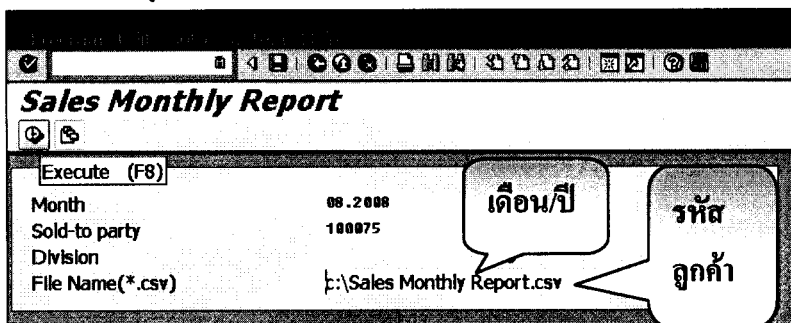 Sales Monthly Report
Execute (F8)
Month 08.2008
Sold-to party 100075
Division
File Name(*.csv) c:\Sales Monthly Report.csv
เดือน/ปี
รหัส
ลูกค้า